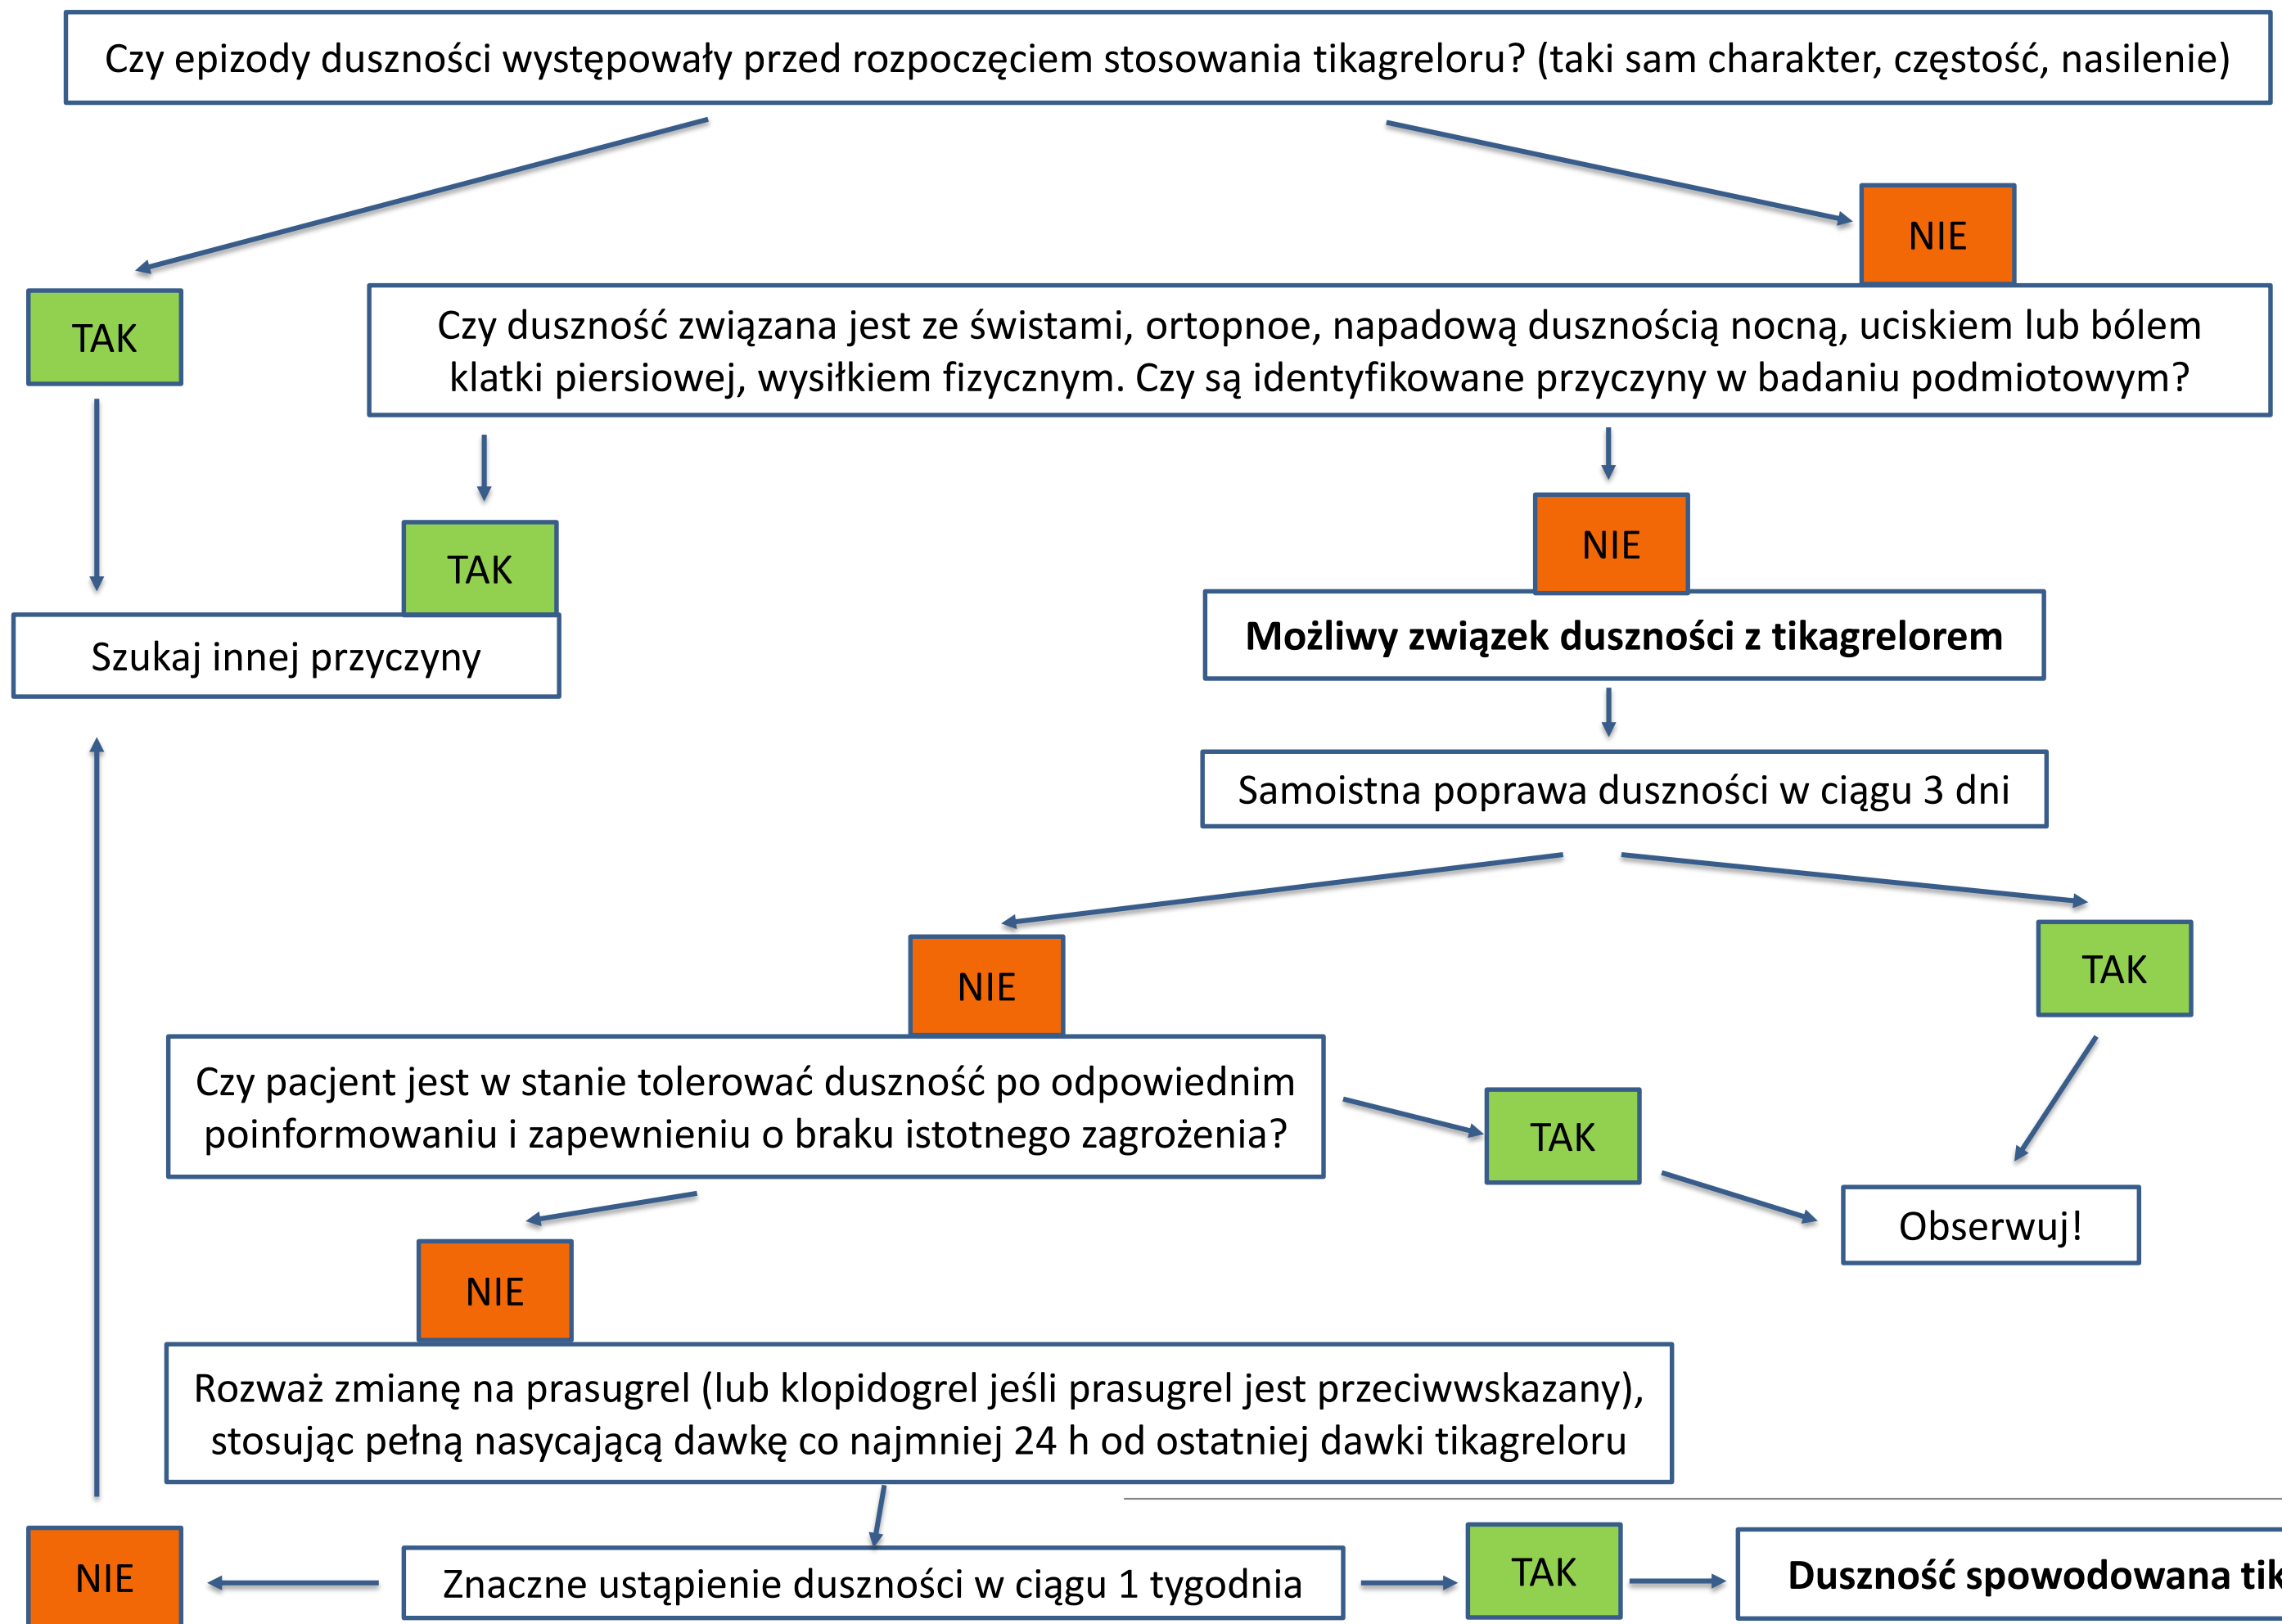 Czy epizody duszności występowały przed rozpoczęciem stosowania tikagreloru? (taki sam charakter, częstość, nasilenie)
NIE
TAK
Czy duszność związana jest ze świstami, ortopnoe, napadową dusznością nocną, uciskiem lub bólem
klatki piersiowej, wysiłkiem fizycznym. Czy są identyfikowane przyczyny w badaniu podmiotowym?
NIE
TAK
Szukaj innej przyczyny
Możliwy związek duszności z tikagrelorem
Samoistna poprawa duszności w ciągu 3 dni
NIE
TAK
Czy pacjent jest w stanie tolerować duszność po odpowiednim
poinformowaniu i zapewnieniu o braku istotnego zagrożenia?
TAK
Obserwuj!
NIE
Rozważ zmianę na prasugrel (lub klopidogrel jeśli prasugrel jest przeciwwskazany),
stosując pełną nasycającą dawkę co najmniej 24 h od ostatniej dawki tikagreloru
NIE
Znaczne ustąpienie duszności w ciągu 1 tygodnia
TAK
Duszność spowodowana